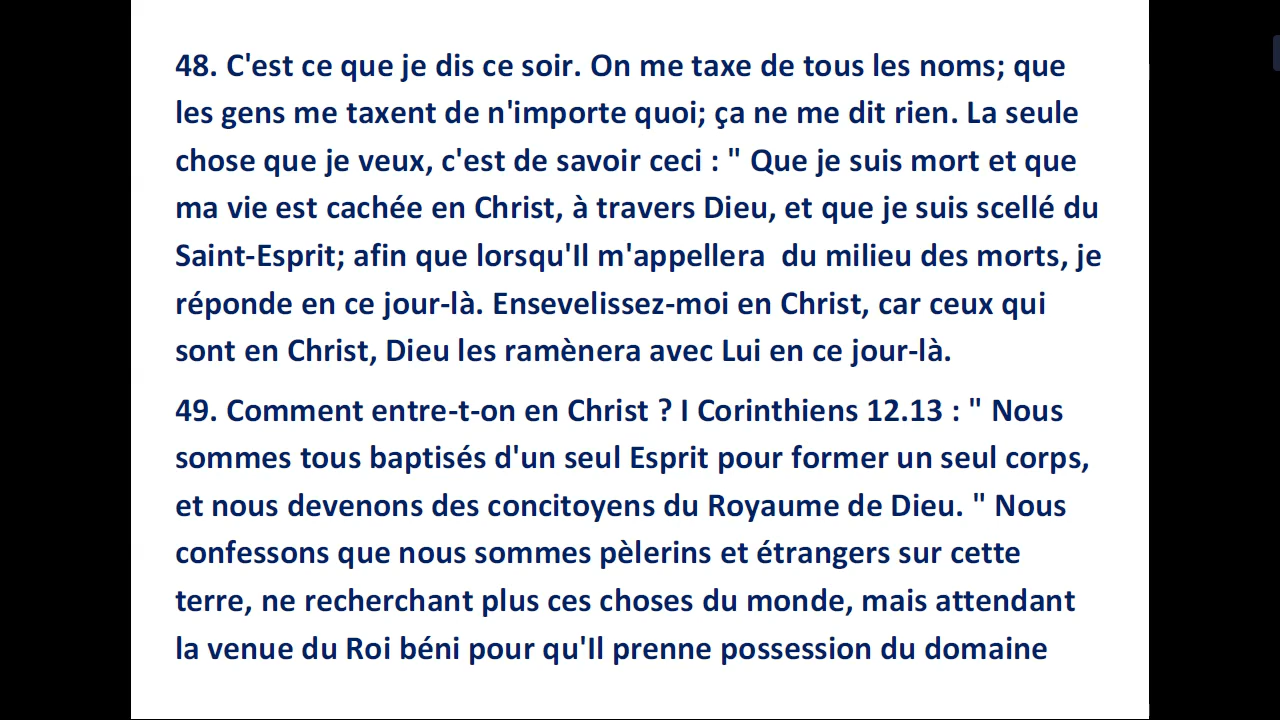 48. C'est ce que je dis ce soir. On me taxe de tous les noms; que
les gens me taxent de n'importe quoi; ça ne me dit rien. La seule
chose que je veux, c'est de savoir ceci : " Que je suis mort et que
ma vie est cachée en Christ, à travers Dieu, et que je suis scellé du
Saint-Esprit; afin que lorsqu'Il m'appellera  du milieu des morts, je
réponde en ce jour-là. Ensevelissez-moi en Christ, car ceux qui
sont en Christ, Dieu les ramènera avec Lui en ce jour-là.
49. Comment entre-t-on en Christ ? I Corinthiens 12.13 : " Nous
sommes tous baptisés d'un seul Esprit pour former un seul corps,
et nous devenons des concitoyens du Royaume de Dieu. " Nous
confessons que nous sommes pèlerins et étrangers sur cette
terre, ne recherchant plus ces choses du monde, mais attendant
la venue du Roi béni pour qu'Il prenne possession du domaine